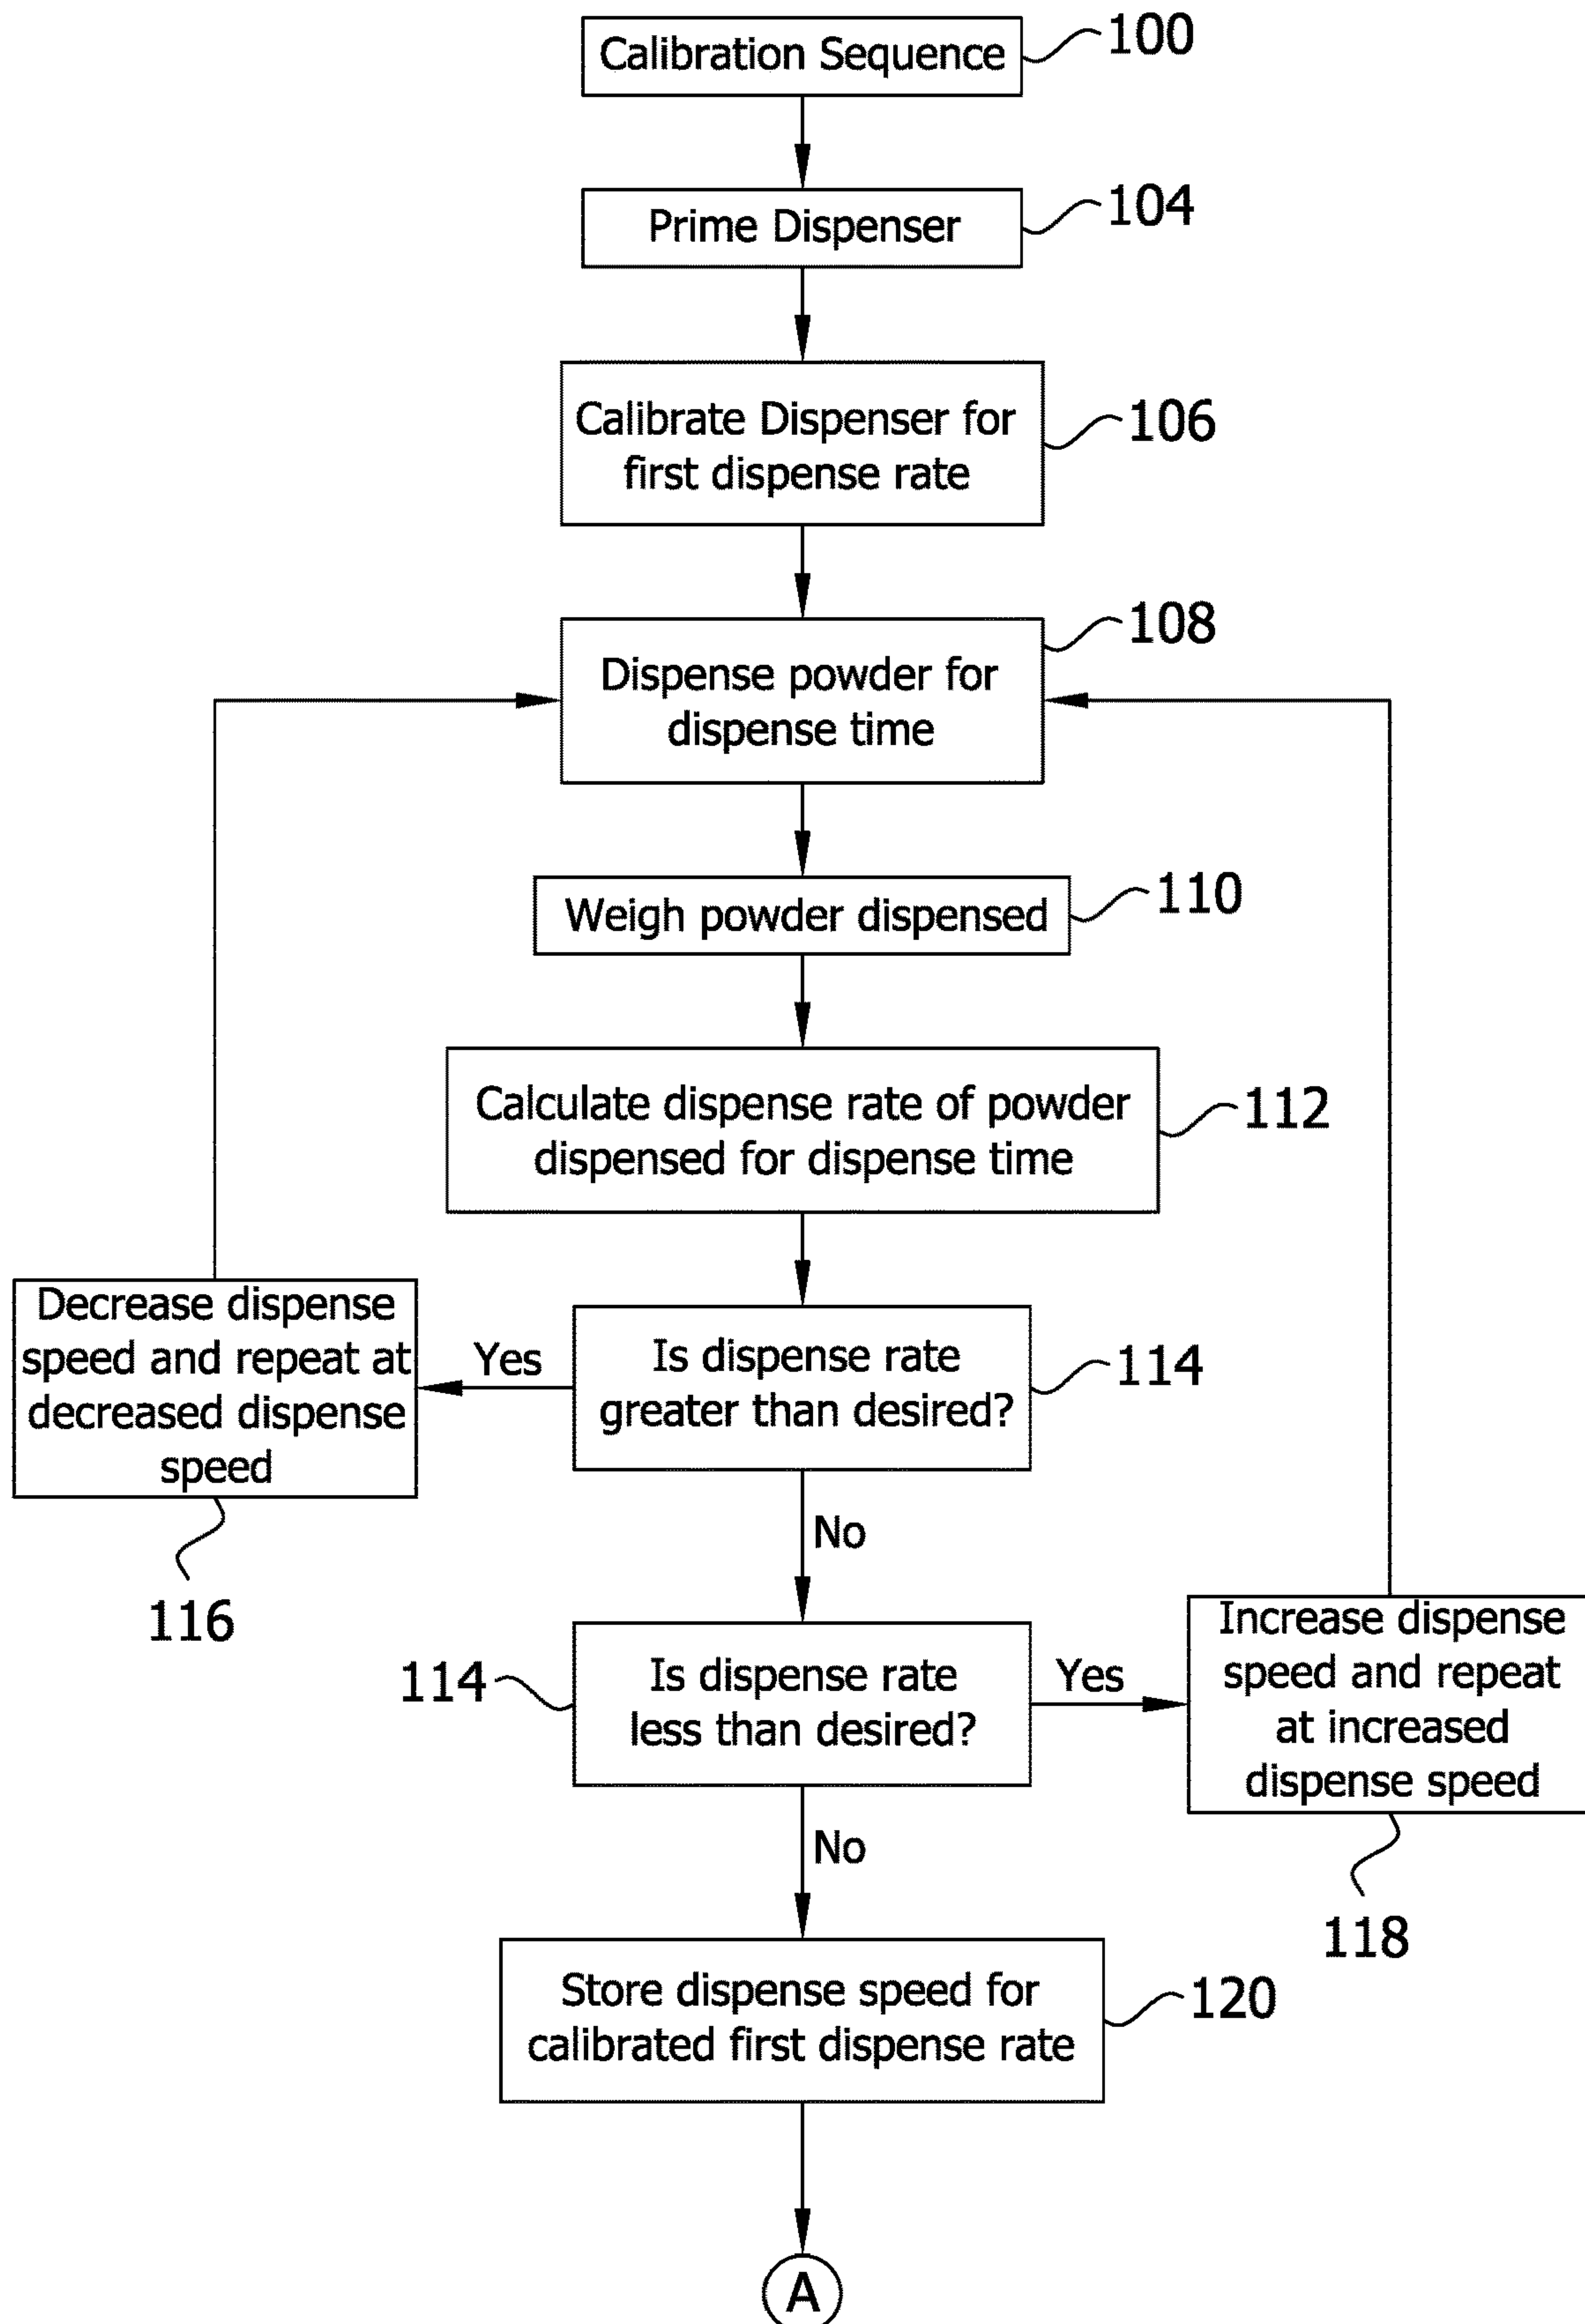 Calibration Sequence
100
Prime Dispenser
104
Calibrate Dispenser for
first dispense rate
106
Dispense powder for
dispense time
108
Weigh powder dispensed
110
Calculate dispense rate of powder
dispensed for dispense time
112
Is dispense rate
greater than desired?
114
Yes
Decrease dispense
speed and repeat at
decreased dispense
speed
116
No
Is dispense rate
less than desired?
114
Yes
Increase dispense
speed and repeat
at increased
dispense speed
118
No
Store dispense speed for
calibrated first dispense rate
120
A